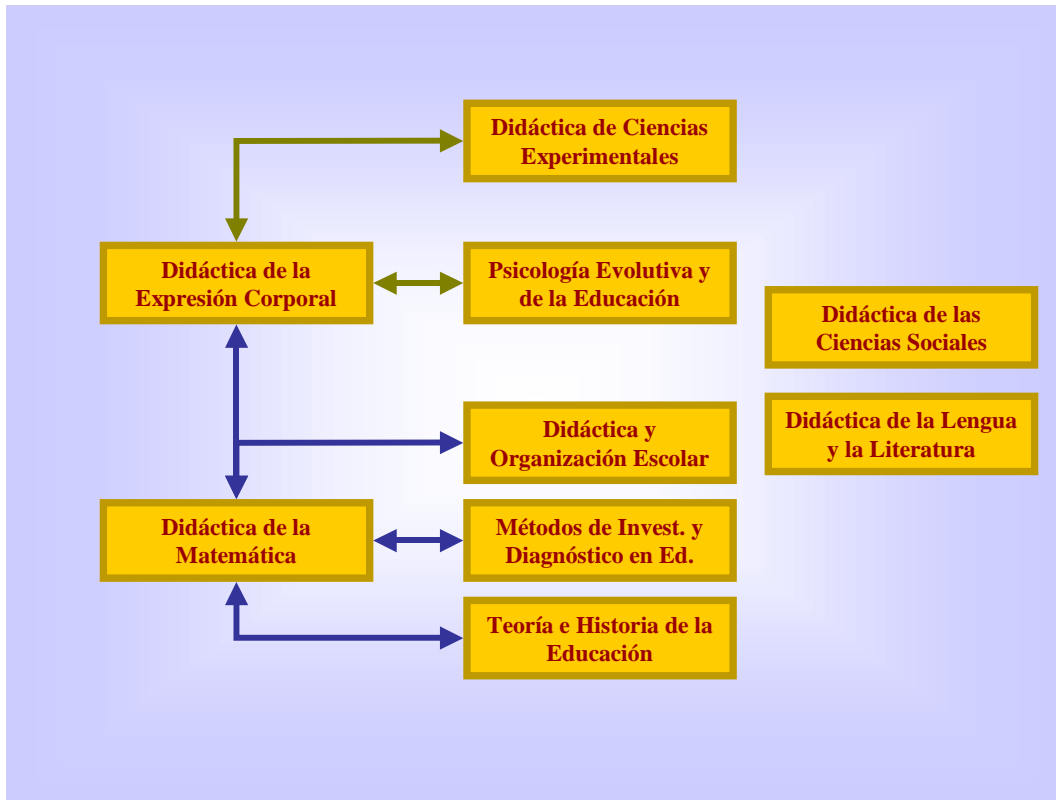 Didáctica de Ciencias
Experimentales
Didáctica de la
Expresión Corporal
Psicología Evolutiva y
de la Educación
Didáctica de las
Ciencias Sociales
Didáctica de la Lengua
y la Literatura
Didáctica y
Organización Escolar
Didáctica de la
Matemática
Métodos de Invest. y
Diagnóstico en Ed.
Teoría e Historia de la
Educación